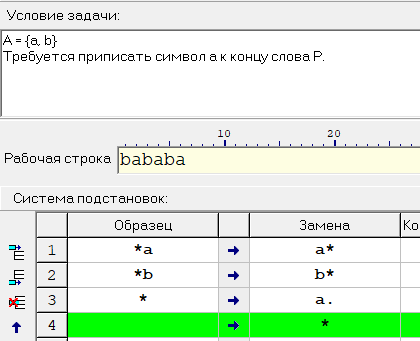 Условие задачи:
A = {a, b}
Требуется приписать символ a к концу слова P.
10 20
Рабочая строка bababa
Система подстановок:
Образец Замена Ко
1 *a → a*
2 *b → b*
3 * → a.
4 → *